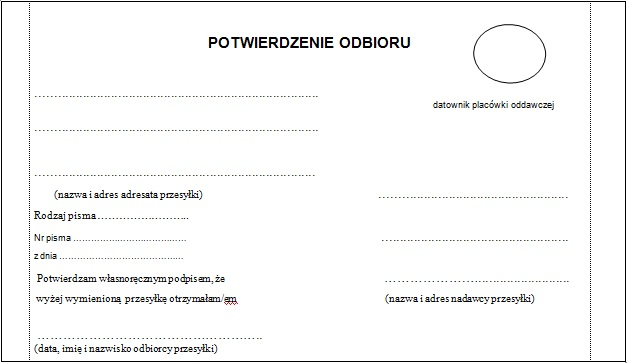 POTWIERDZENIE ODBIORU
datownik placówki oddawczej
................................................................................
................................................................................
................................................................................
(nazwa i adres adresata przesyłki)
Rodzaj pisma……………………..
Nr pisma .......................................
z dnia ...........................................
Potwierdzam własnoręcznym podpisem, że
wyżej wymienioną przesyłkę otrzymałam/em
……………………………………………….
(data, imię i nazwisko odbiorcy przesyłki)
................................................................
................................................................
................................................................
(nazwa i adres nadawcy przesyłki)